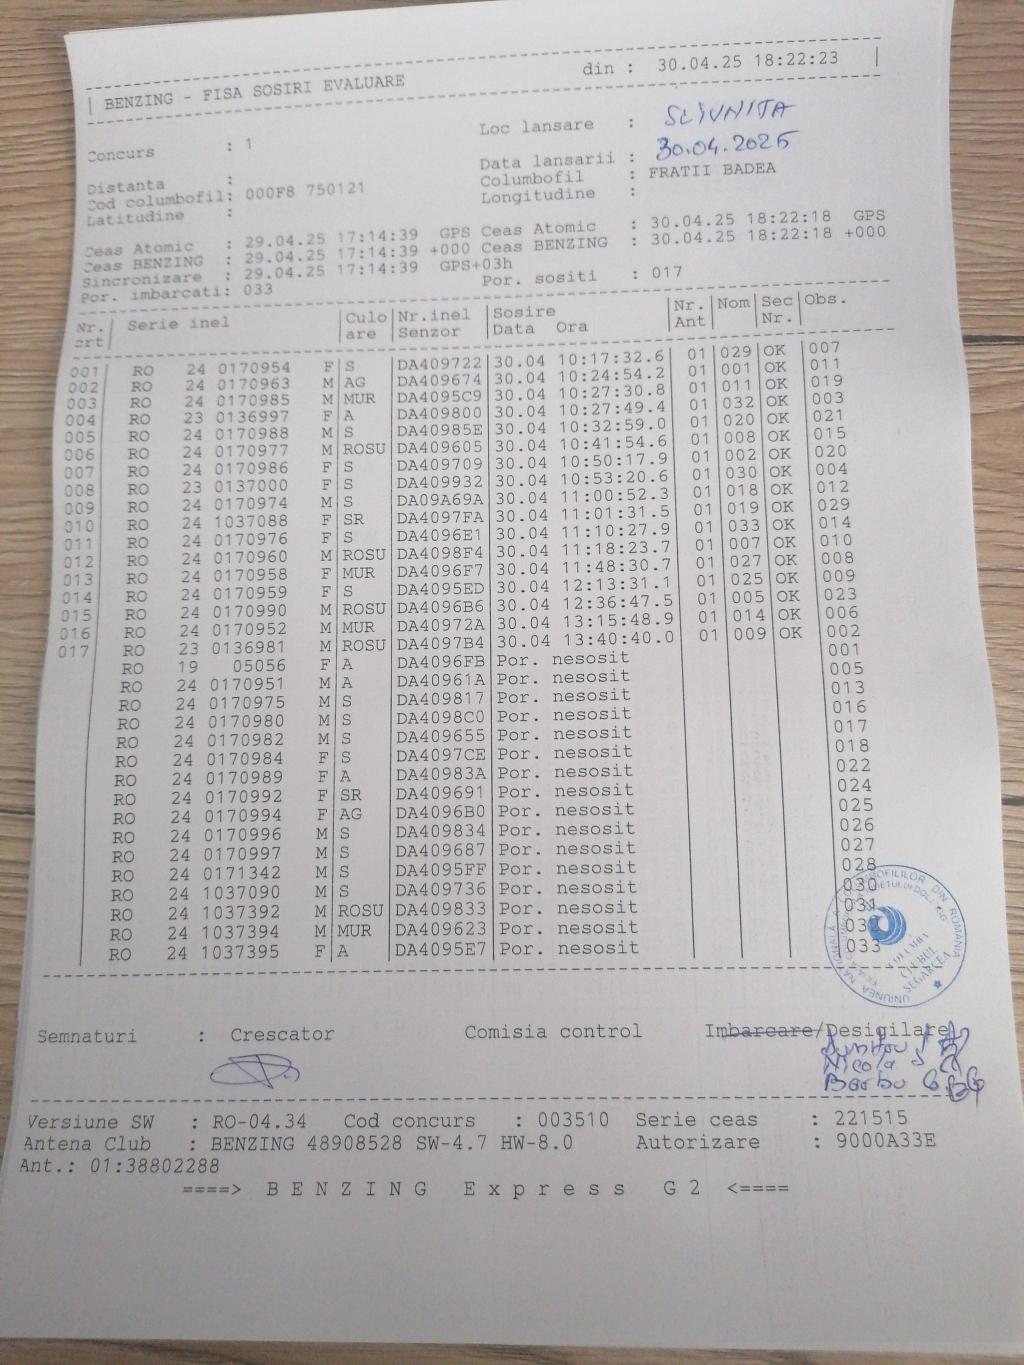 BENZING - FISA SOSIRI EVALUARE din : 30.04.25 18:22:23
Concurs : 1 Loc lansare : SLIVNITA
Data lansarii : 30.04.2025
Distanta : Columbofil : FRATII BADEA
Cod columbofil: 000F8 750121 Longitudine :
Latitudine :
Ceas Atomic : 29.04.25 17:14:39 GPS Ceas Atomic : 30.04.25 18:22:18 GPS
Ceas BENZING : 29.04.25 17:14:39 +000 Ceas BENZING : 30.04.25 18:22:18 +000
Sincronizare : 29.04.25 17:14:39 GPS+03h
Por. imbarcati: 033 Por. sositi : 017
Nr. Serie inel Culo Nr.inel Sosire Nr. Nom Sec Obs.
crt are Senzor Data Ora Ant Nr.
001 RO 24 0170954 F S DA409722 30.04 10:17:32.6 01 029 OK 007
002 RO 24 0170963 M AG DA409674 30.04 10:24:54.2 01 001 OK 011
003 RO 24 0170985 M MUR DA4095C9 30.04 10:27:30.8 01 011 OK 019
004 RO 23 0136997 F A DA409800 30.04 10:27:49.4 01 032 OK 003
005 RO 24 0170988 M S DA40985E 30.04 10:32:59.0 01 020 OK 021
006 RO 24 0170977 M ROSU DA409605 30.04 10:41:54.6 01 008 OK 015
007 RO 24 0170986 F S DA409709 30.04 10:50:17.9 01 002 OK 020
008 RO 23 0137000 F S DA409932 30.04 10:53:20.6 01 030 OK 004
009 RO 24 0170974 M S DA09A69A 30.04 11:00:52.3 01 018 OK 012
010 RO 24 1037088 F SR DA4097FA 30.04 11:01:31.5 01 019 OK 029
011 RO 24 0170976 F S DA4096E1 30.04 11:10:27.9 01 033 OK 014
012 RO 24 0170960 M ROSU DA4098F4 30.04 11:18:23.7 01 007 OK 010
013 RO 24 0170958 F MUR DA4096F7 30.04 11:48:30.7 01 027 OK 008
014 RO 24 0170959 F S DA4095ED 30.04 12:13:31.1 01 025 OK 009
015 RO 24 0170990 M ROSU DA4096B6 30.04 12:36:47.5 01 005 OK 023
016 RO 24 0170952 M MUR DA40972A 30.04 13:15:48.9 01 014 OK 006
017 RO 23 0136981 M ROSU DA4097B4 30.04 13:40:40.0 01 009 OK 002
RO 19 05056 F A DA4096FB Por. nesosit 001
RO 24 0170951 M A DA40961A Por. nesosit 005
RO 24 0170975 M S DA409817 Por. nesosit 013
RO 24 0170980 M S DA4098C0 Por. nesosit 016
RO 24 0170982 M S DA409655 Por. nesosit 017
RO 24 0170984 F S DA4097CE Por. nesosit 018
RO 24 0170989 F A DA40983A Por. nesosit 022
RO 24 0170992 F SR DA409691 Por. nesosit 024
RO 24 0170994 F AG DA4096B0 Por. nesosit 025
RO 24 0170996 M S DA409834 Por. nesosit 026
RO 24 0170997 M S DA409687 Por. nesosit 027
RO 24 0171342 M S DA4095FF Por. nesosit 028
RO 24 1037090 M S DA409736 Por. nesosit 030
RO 24 1037392 M ROSU DA409833 Por. nesosit 031
RO 24 1037394 M MUR DA409623 Por. nesosit 032
RO 24 1037395 F A DA4095E7 Por. nesosit 033
UNIUNEA NAȚIONALĂ A COLUMBOFILILOR DIN ROMANIA
COLUMBA
CLUBUL
SEGARCEA
Semnaturi : Crescator Comisia control Imbarcare/Desigilare
Nicola
Barbu
Versiune SW : RO-04.34 Cod concurs : 003510 Serie ceas : 221515
Antena Club : BENZING 48908528 SW-4.7 HW-8.0 Autorizare : 9000A33E
Ant.: 01:38802288
====> BENZING Express G2 <====